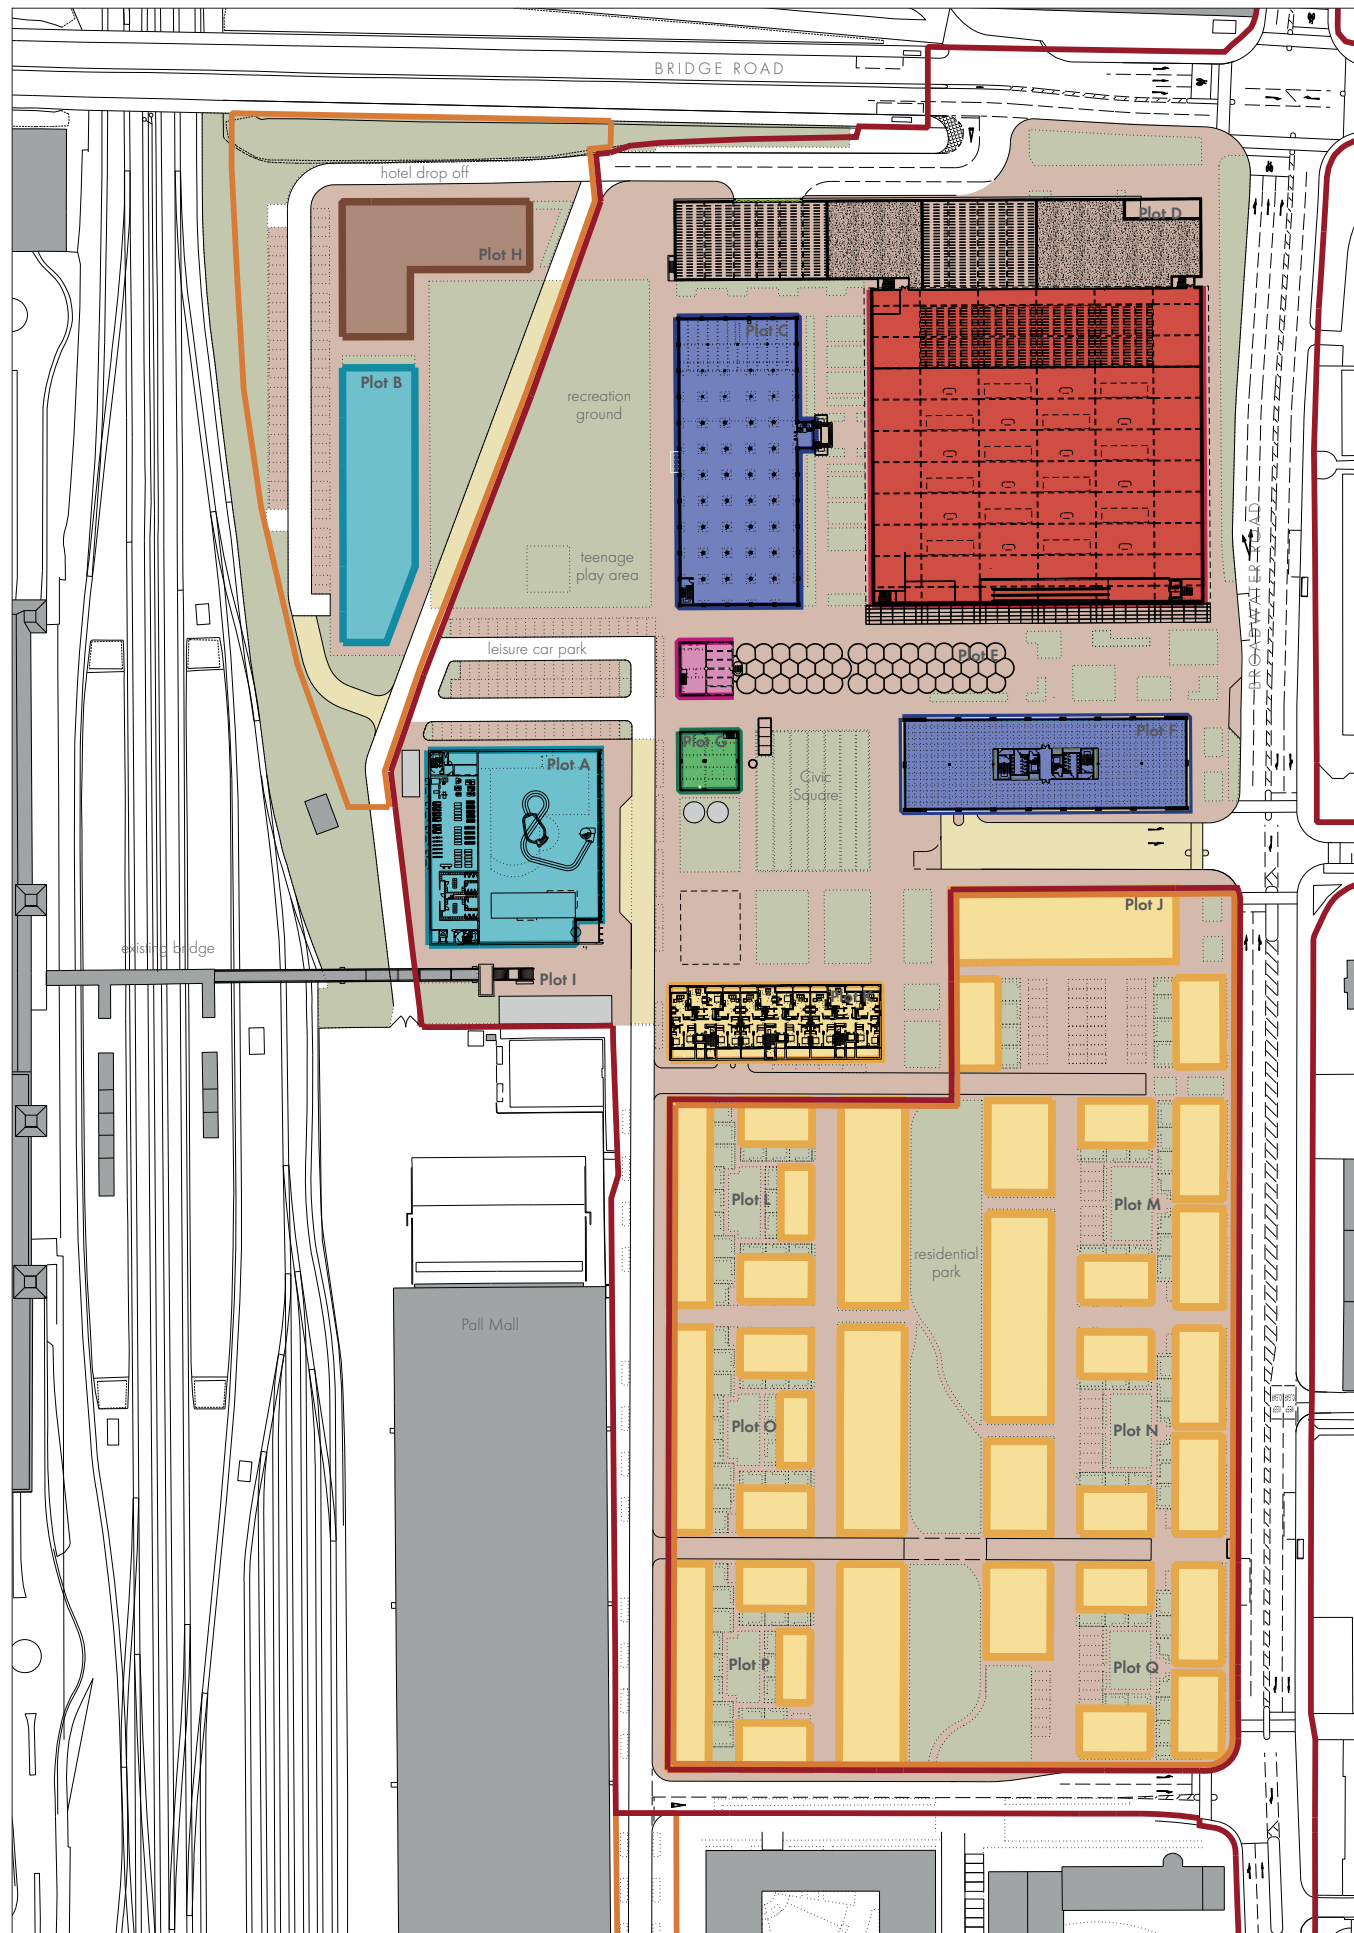 BRIDGE ROAD
hotel drop off
Plot D
Plot H
Plot C
Plot B
recreation
ground
teenage
play area
BROADWATER ROAD
leisure car park
Plot E
Plot F
Plot G
Plot A
Civic
Square
Plot J
existing bridge
Plot I
Plot L
Plot M
residential
park
Pall Mall
Plot O
Plot N
Plot P
Plot Q